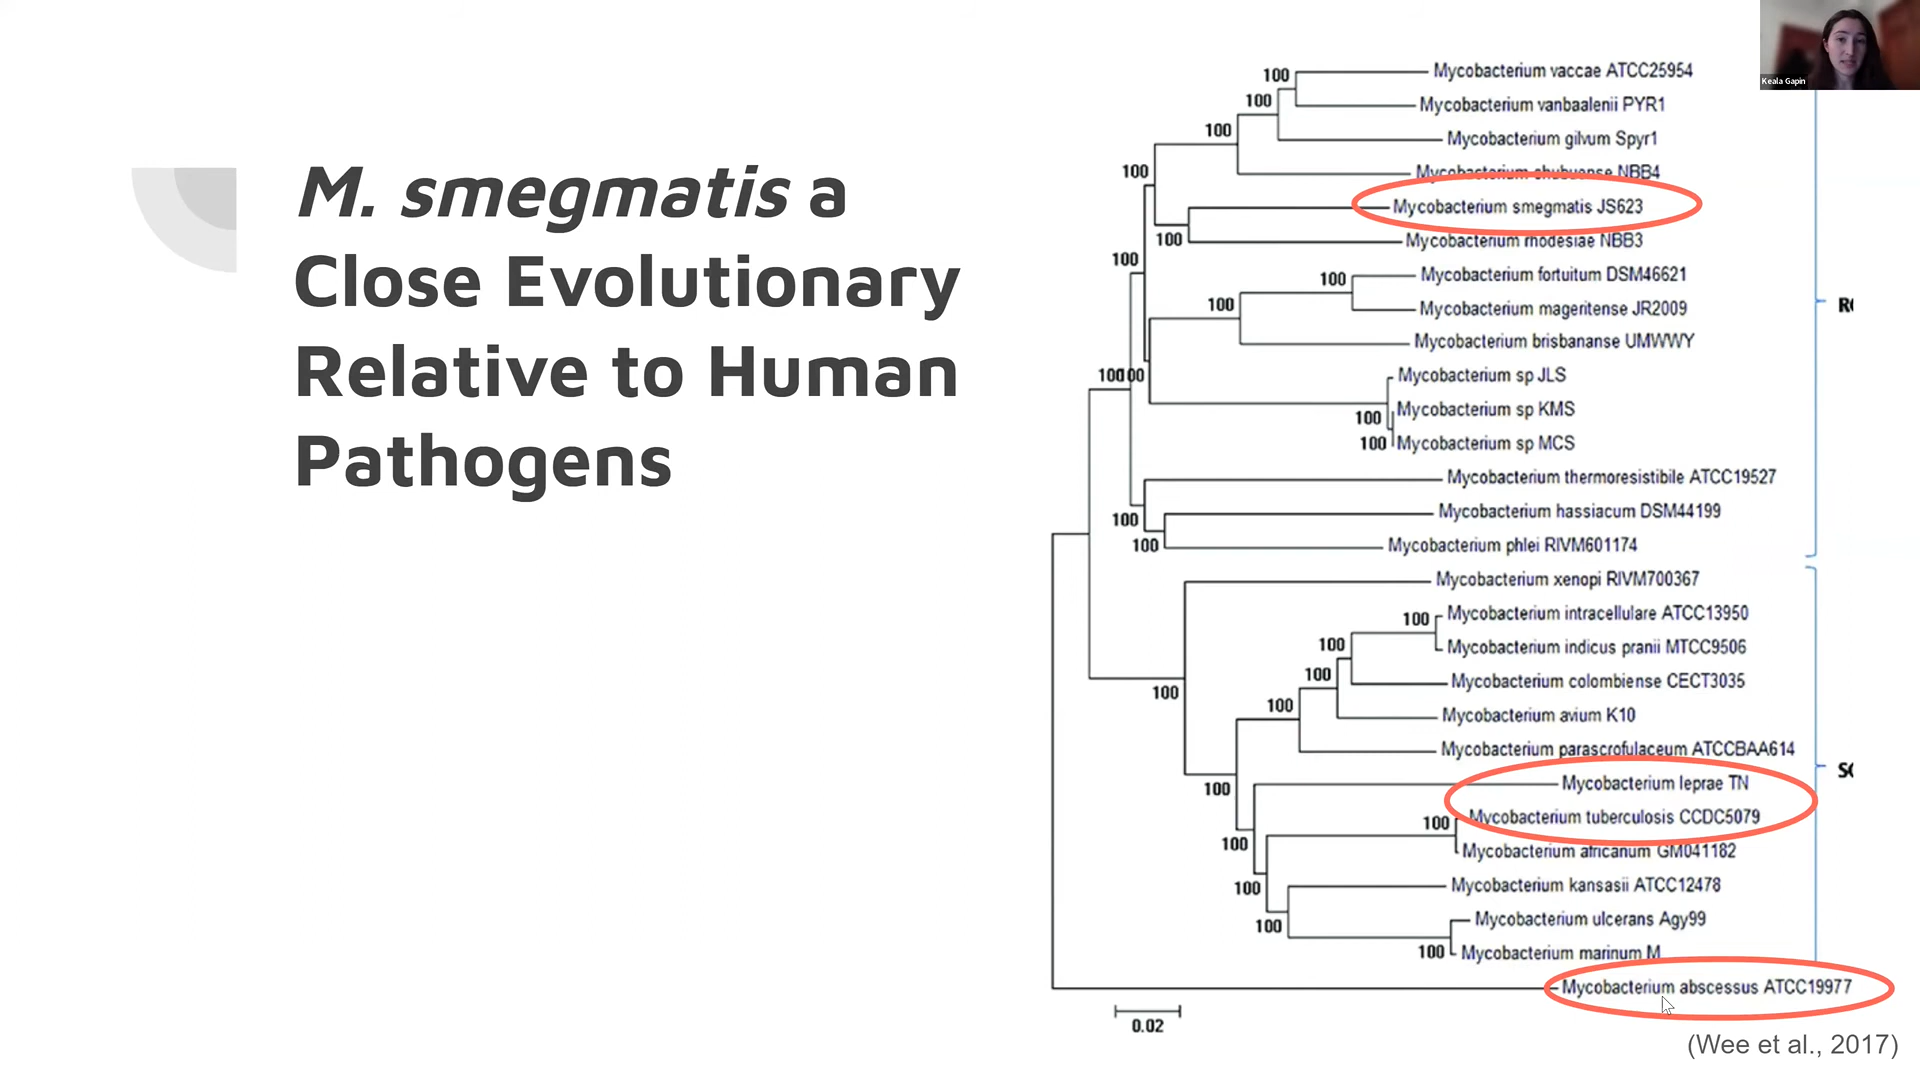 Keala Gapin
M. smegmatis a
Close Evolutionary
Relative to Human
Pathogens
100
Mycobacterium vaccae ATCC25954
100
Mycobacterium vanbaalenii PYR1
100
Mycobacterium gilvum Spyr1
100
Mycobacterium chubuense NBB4
Mycobacterium smegmatis JS623
100
Mycobacterium rhodesiae NBB3
100
100
Mycobacterium fortuitum DSM46621
100
Mycobacterium mageritense JR2009
Mycobacterium brisbananse UMWWY
100
00
Mycobacterium sp JLS
100
Mycobacterium sp KMS
100
Mycobacterium sp MCS
Mycobacterium thermoresistibile ATCC19527
100
Mycobacterium hassiacum DSM44199
100
Mycobacterium phlei RIVM601174
Mycobacterium xenopi RIVM700367
100
Mycobacterium intracellulare ATCC13950
100
Mycobacterium indicus pranii MTCC9506
100
Mycobacterium colombiense CECT3035
100
100
Mycobacterium avium K10
Mycobacterium parascrofulaceum ATCCBAA614
100
Mycobacterium leprae TN
100
Mycobacterium tuberculosis CCDC5079
100
Mycobacterium africanum GM041182
100
Mycobacterium kansasii ATCC12478
100
Mycobacterium ulcerans Agy99
100
Mycobacterium marinum M
Mycobacterium abscessus ATCC19977
0.02
(Wee et al., 2017)